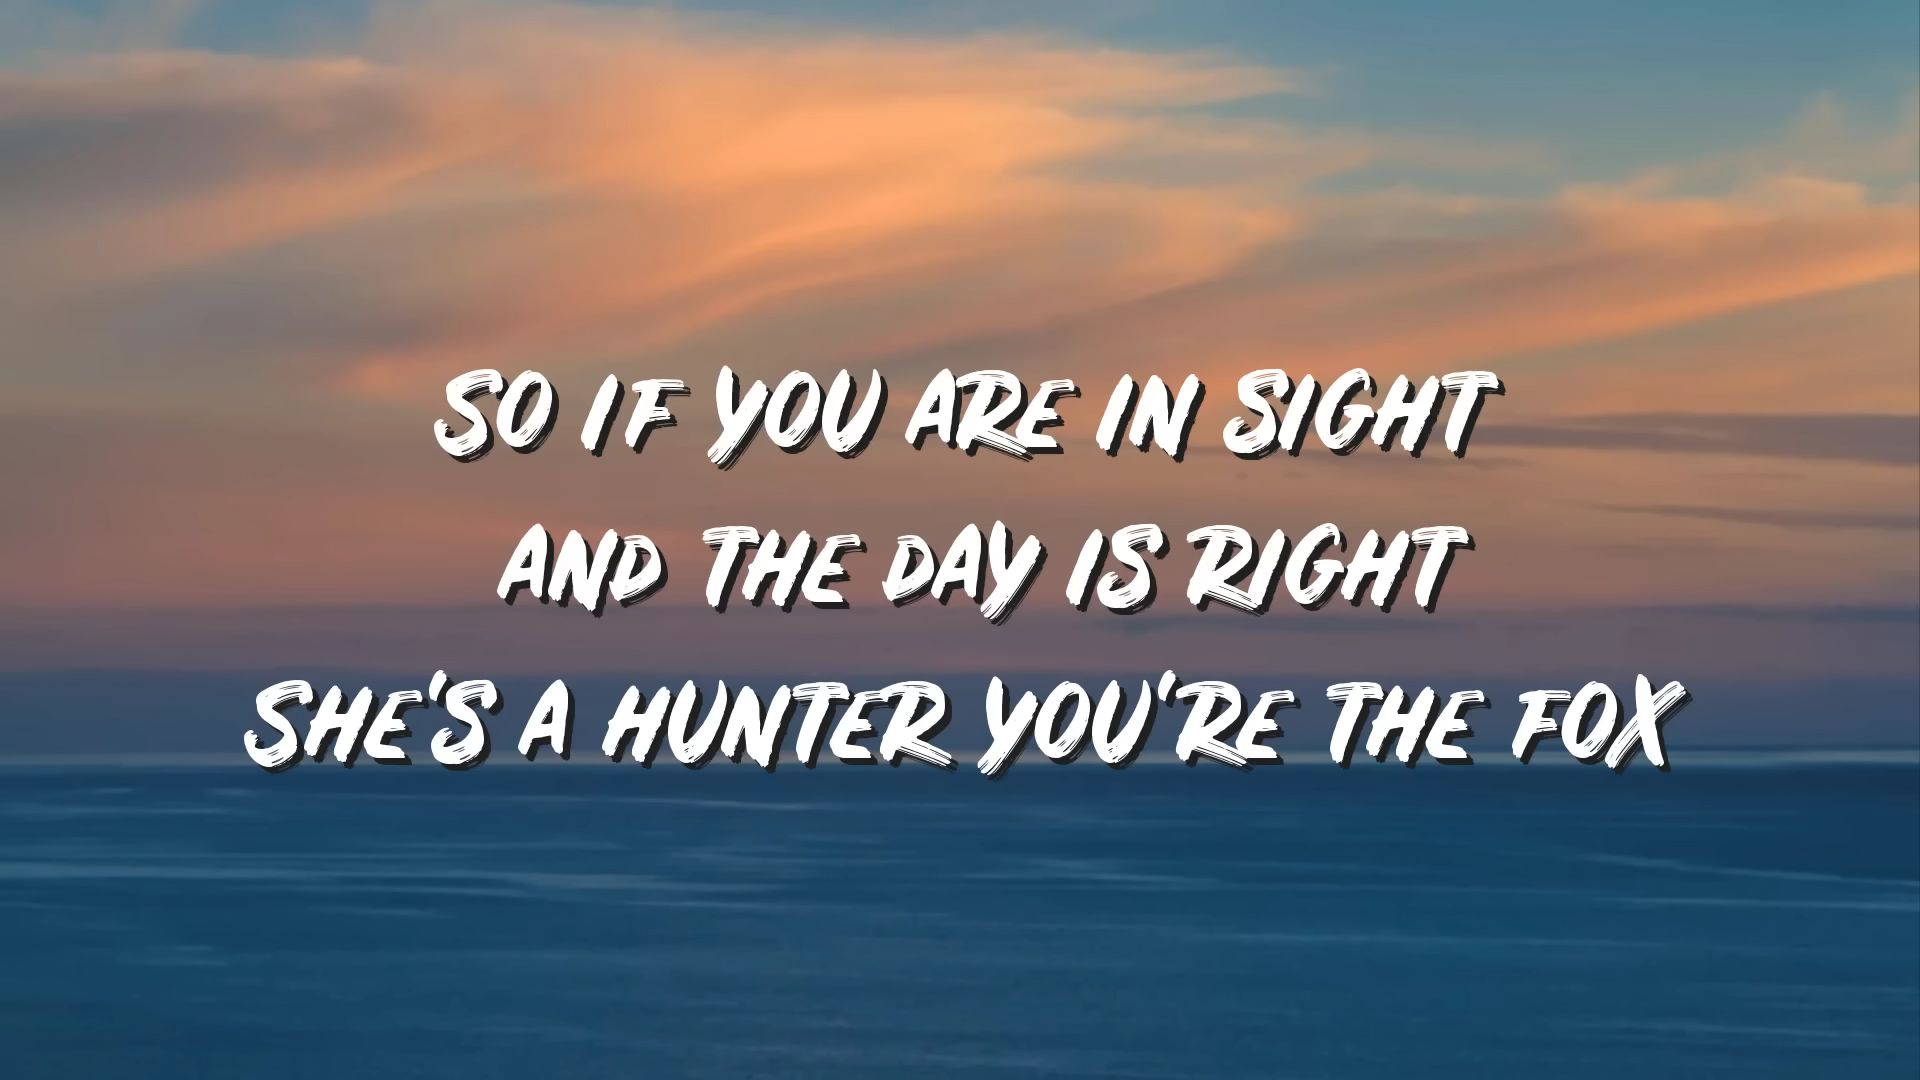 SO IF YOU ARE IN SIGHT
AND THE DAY IS RIGHT
SHE'S A HUNTER YOU'RE THE FOX